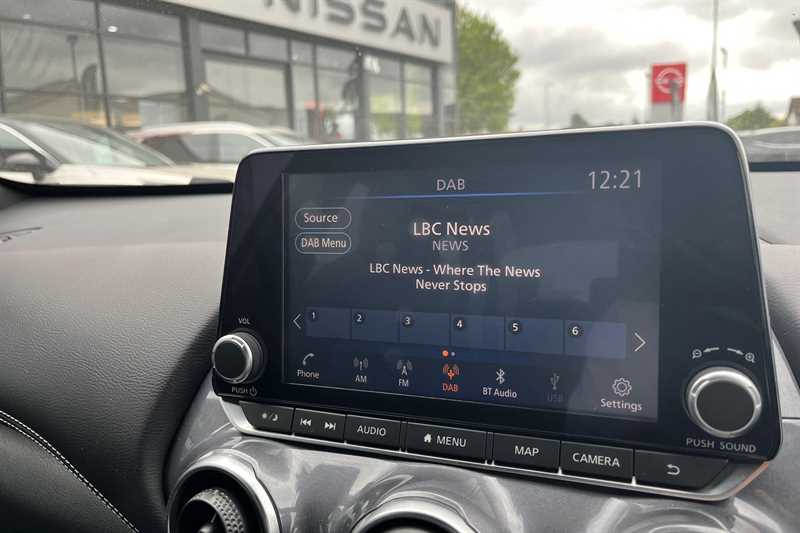 NISSAN
DAB
12:21
Source
DAB Menu
LBC News
NEWS
LBC News - Where The News
Never Stops
1 2 3 4 5 6
Phone
AM
FM
DAB
BT Audio
USB
Settings
VOL
PUSH
PUSH SOUND
AUDIO
MENU
MAP
CAMERA